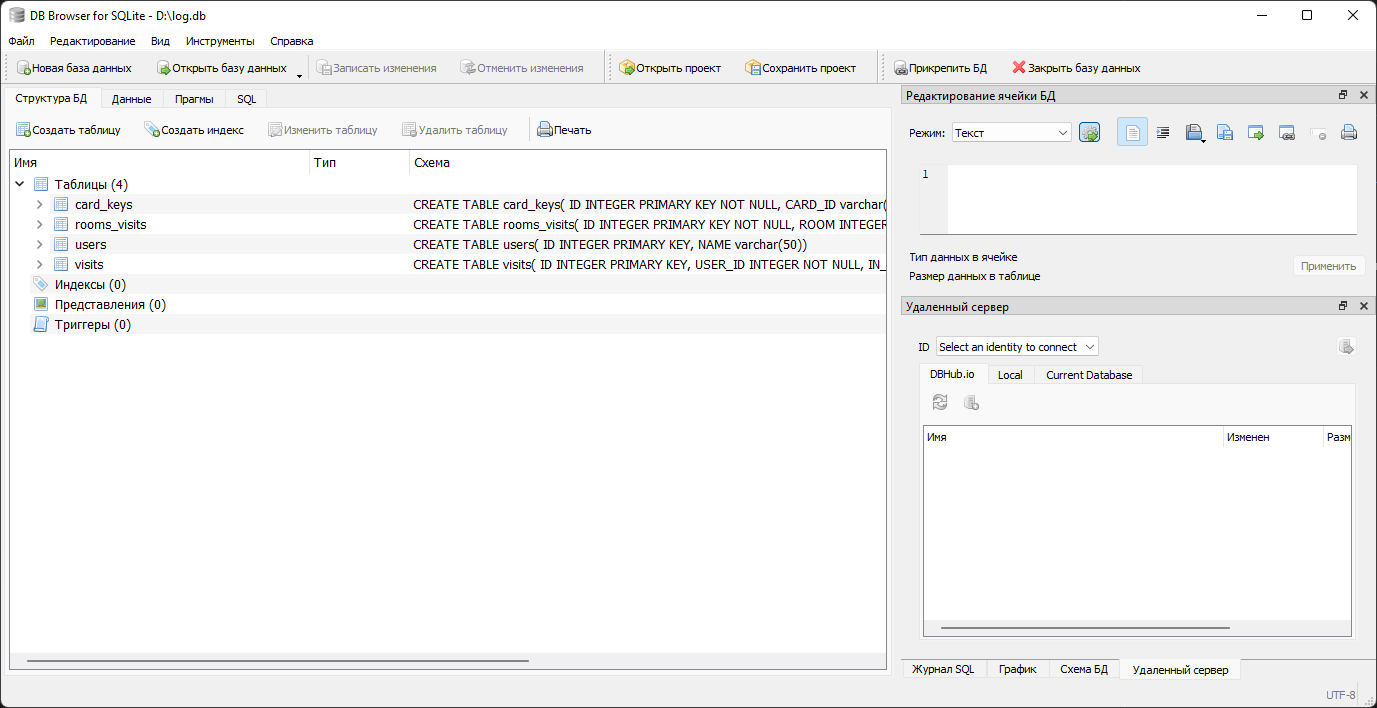 DB Browser for SQLite - D:\log.db
Файл Редактирование Вид Инструменты Справка
Новая база данных Открыть базу данных Записать изменения Отменить изменения Открыть проект Сохранить проект Прикрепить БД Закрыть базу данных
Структура БД Данные Прагмы SQL
Создать таблицу Создать индекс Изменить таблицу Удалить таблицу Печать
Имя Тип Схема
Таблицы (4)
card_keys CREATE TABLE card_keys( ID INTEGER PRIMARY KEY NOT NULL, CARD_ID varchar(
rooms_visits CREATE TABLE rooms_visits( ID INTEGER PRIMARY KEY NOT NULL, ROOM INTEGER
users CREATE TABLE users( ID INTEGER PRIMARY KEY, NAME varchar(50))
visits CREATE TABLE visits( ID INTEGER PRIMARY KEY, USER_ID INTEGER NOT NULL, IN_
Индексы (0)
Представления (0)
Триггеры (0)
Редактирование ячейки БД
Режим: Текст
1
Тип данных в ячейке
Размер данных в таблице
Применить
Удаленный сервер
ID Select an identity to connect
DBHub.io Local Current Database
Имя Изменен Разм
Журнал SQL График Схема БД Удаленный сервер
UTF-8